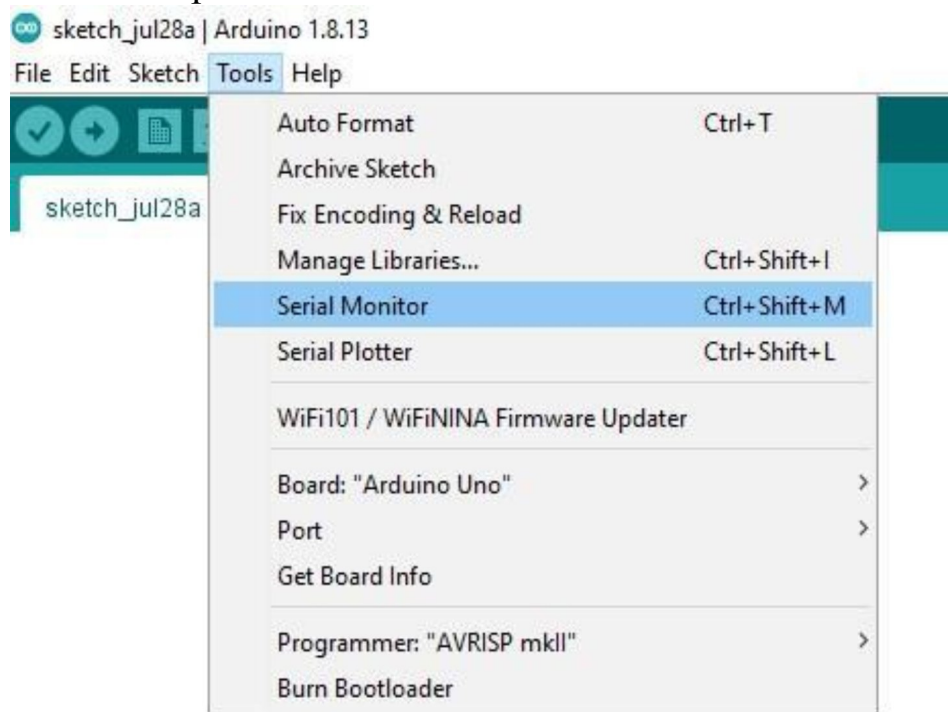 sketch_jul28a | Arduino 1.8.13
File Edit Sketch Tools Help
Auto Format Ctrl+T
Archive Sketch
sketch_jul28a
Fix Encoding & Reload
Manage Libraries... Ctrl+Shift+I
Serial Monitor Ctrl+Shift+M
Serial Plotter Ctrl+Shift+L
WiFi101 / WiFiNINA Firmware Updater
Board: "Arduino Uno"
Port
Get Board Info
Programmer: "AVRISP mkII"
Burn Bootloader